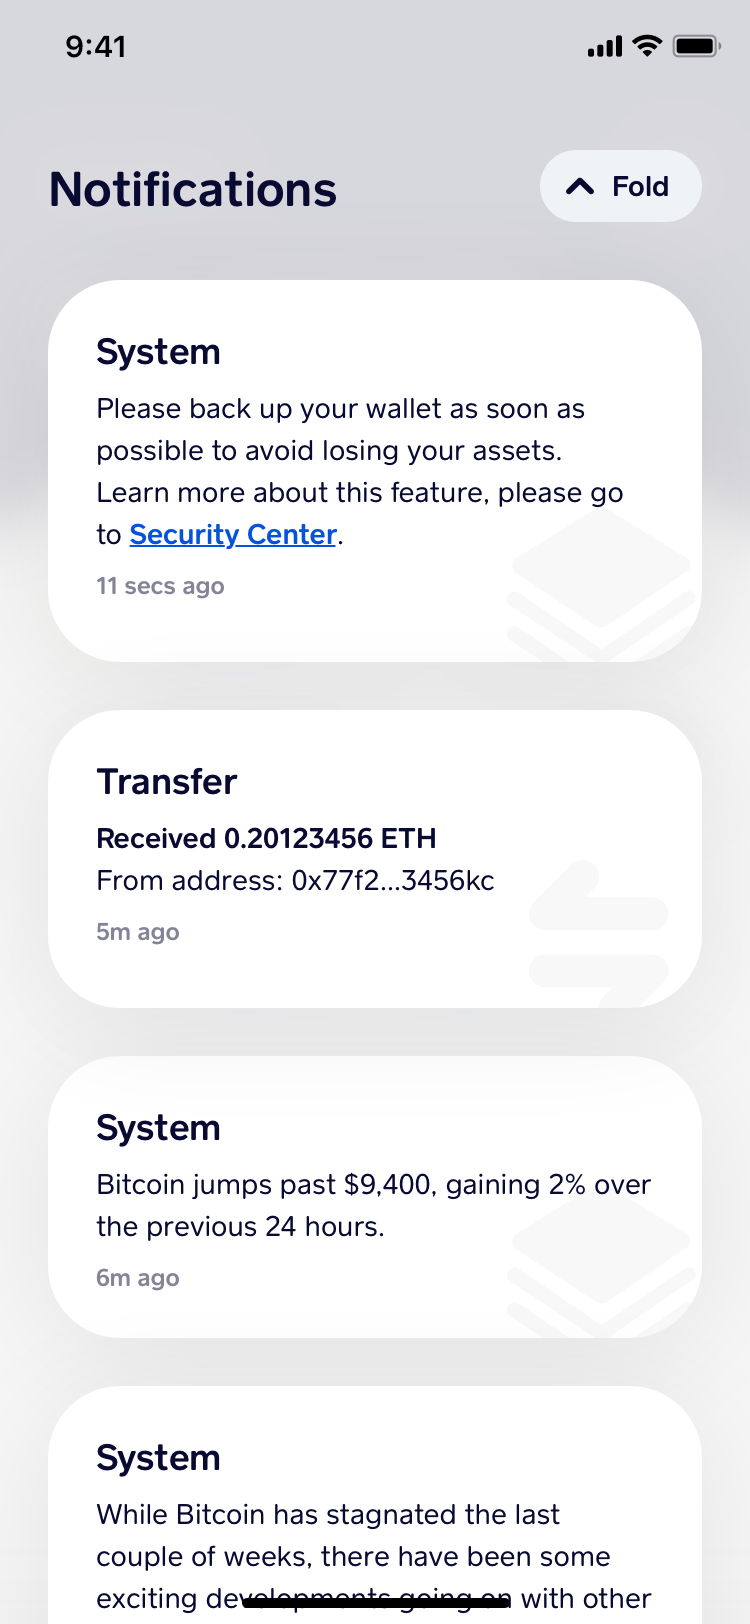 9:41
Notifications
Fold
System
Please back up your wallet as soon as
possible to avoid losing your assets.
Learn more about this feature, please go
to Security Center.
11 secs ago
Transfer
Received 0.20123456 ETH
From address: 0x77f2...3456kc
5m ago
System
Bitcoin jumps past $9,400, gaining 2% over
the previous 24 hours.
6m ago
System
While Bitcoin has stagnated the last
couple of weeks, there have been some
exciting developments going on with other